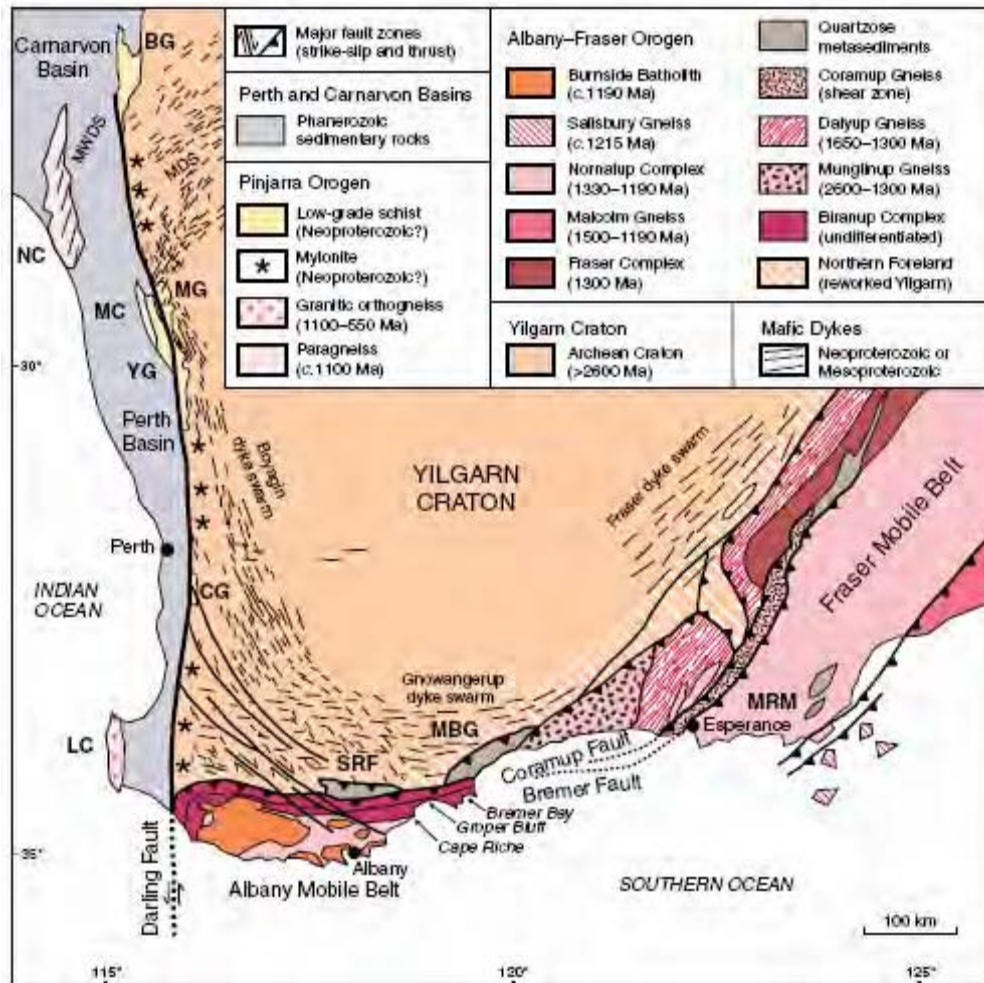 Carnarvon
Basin
BG
MWDS
MDS
NC
MC
MG
YG
30°
Perth
Basin
Boyagin
dyke swarm
YILGARN
CRATON
Fraser dyke swarm
Perth
INDIAN
OCEAN
CG
Fraser Mobile Belt
Gnowangerup
dyke swarm
MBG
MRM
Esperance
LC
SRF
Coramup Fault
Bremer Fault
Bremer Bay
Groper Bluff
Cape Riche
35°
Albany
Albany Mobile Belt
Darling Fault
SOUTHERN OCEAN
100 km
115°
120°
125°
Major fault zones
(strike-slip and thrust)
Perth and Carnarvon Basins
Phanerozoic
sedimentary rocks
Pinjarra Orogen
Low-grade schist
(Neoproterozoic?)
Mylonite
(Neoproterozoic?)
Granitic orthogneiss
(1100–550 Ma)
Paragneiss
(c.1100 Ma)
Albany–Fraser Orogen
Burnside Batholith
(c.1190 Ma)
Salisbury Gneiss
(c.1215 Ma)
Nornalup Complex
(1330–1190 Ma)
Malcolm Gneiss
(1500–1190 Ma)
Fraser Complex
(1300 Ma)
Quartzose
metasediments
Coramup Gneiss
(shear zone)
Dalyup Gneiss
(1650–1300 Ma)
Munglinup Gneiss
(2600–1300 Ma)
Biranup Complex
(undifferentiated)
Northern Foreland
(reworked Yilgarn)
Yilgarn Craton
Archean Craton
(>2600 Ma)
Mafic Dykes
Neoproterozoic or
Mesoproterozoic